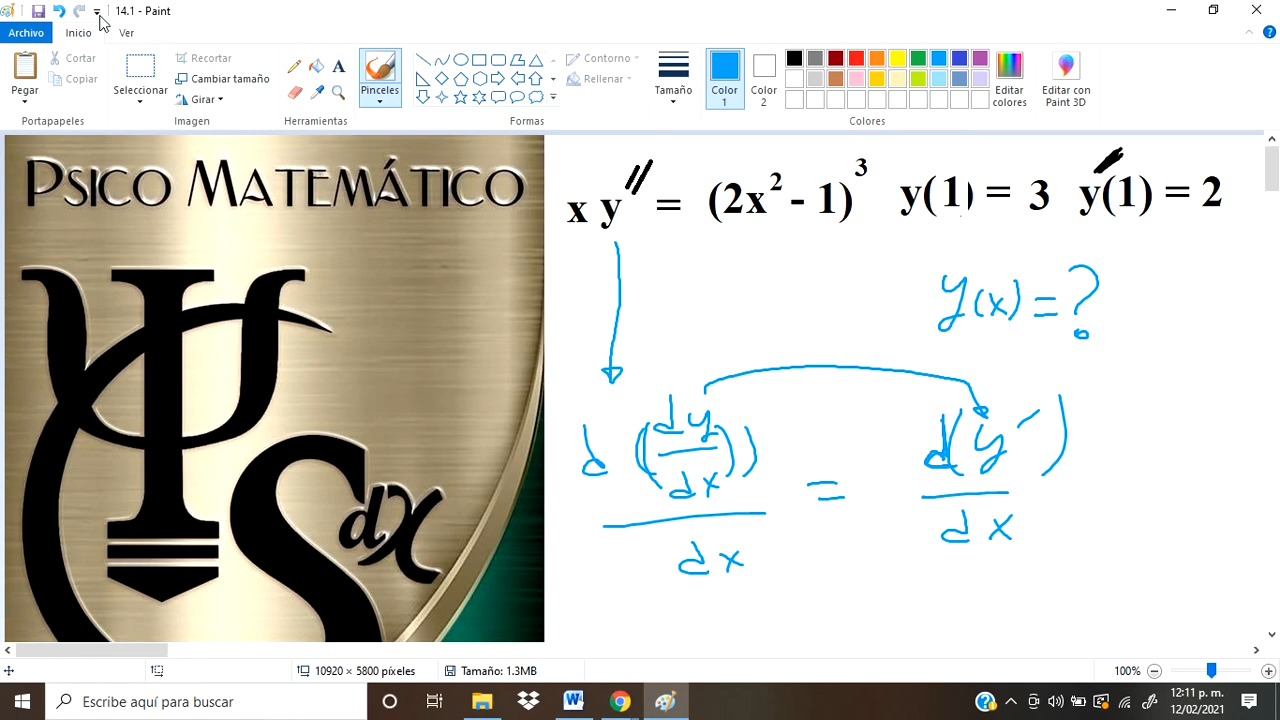 14.1 - Paint
Archivo Inicio Ver
Pegar
Cortar
Copiar
Portapapeles
Seleccionar
Recortar
Cambiar tamaño
Girar
Imagen
A
Herramientas
Pinceles
Contorno
Rellenar
Formas
Tamaño
Color 1
Color 2
Editar colores
Editar con Paint 3D
Colores
PSICO MATEMÁTICO
dx
x y'' = (2x² - 1)³ y(1) = 3 y'(1) = 2
y(x) = ?
d((dy/dx))/dx = d(y')/dx
10920 × 5800 píxeles
Tamaño: 1.3MB
100%
Escribe aquí para buscar
12:11 p. m.
12/02/2021